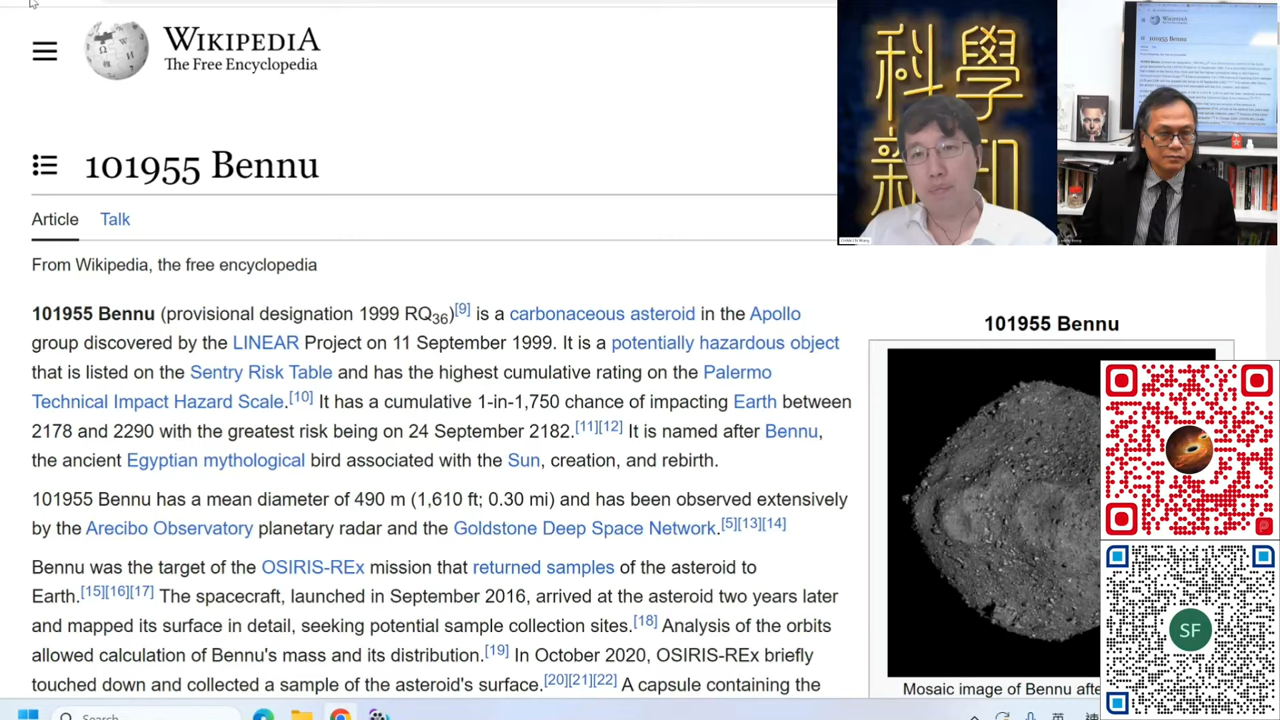 WIKIPEDIA
The Free Encyclopedia
101955 Bennu
Article Talk
From Wikipedia, the free encyclopedia
101955 Bennu (provisional designation 1999 RQ36)[9] is a carbonaceous asteroid in the Apollo
group discovered by the LINEAR Project on 11 September 1999. It is a potentially hazardous object
that is listed on the Sentry Risk Table and has the highest cumulative rating on the Palermo
Technical Impact Hazard Scale.[10] It has a cumulative 1-in-1,750 chance of impacting Earth between
2178 and 2290 with the greatest risk being on 24 September 2182.[11][12] It is named after Bennu,
the ancient Egyptian mythological bird associated with the Sun, creation, and rebirth.
101955 Bennu has a mean diameter of 490 m (1,610 ft; 0.30 mi) and has been observed extensively
by the Arecibo Observatory planetary radar and the Goldstone Deep Space Network.[5][13][14]
Bennu was the target of the OSIRIS-REx mission that returned samples of the asteroid to
Earth.[15][16][17] The spacecraft, launched in September 2016, arrived at the asteroid two years later
and mapped its surface in detail, seeking potential sample collection sites.[18] Analysis of the orbits
allowed calculation of Bennu's mass and its distribution.[19] In October 2020, OSIRIS-REx briefly
touched down and collected a sample of the asteroid's surface.[20][21][22] A capsule containing the
101955 Bennu
Mosaic image of Bennu afte
科學
新
SF
Search